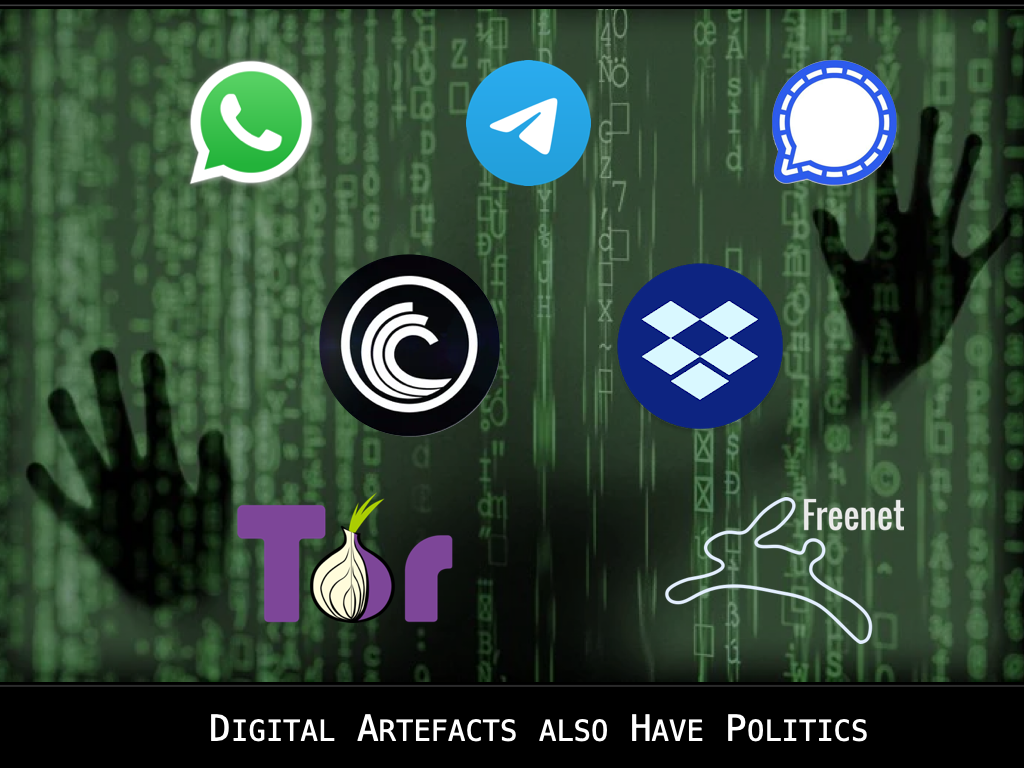 Tor
Freenet
Digital Artefacts also Have Politics